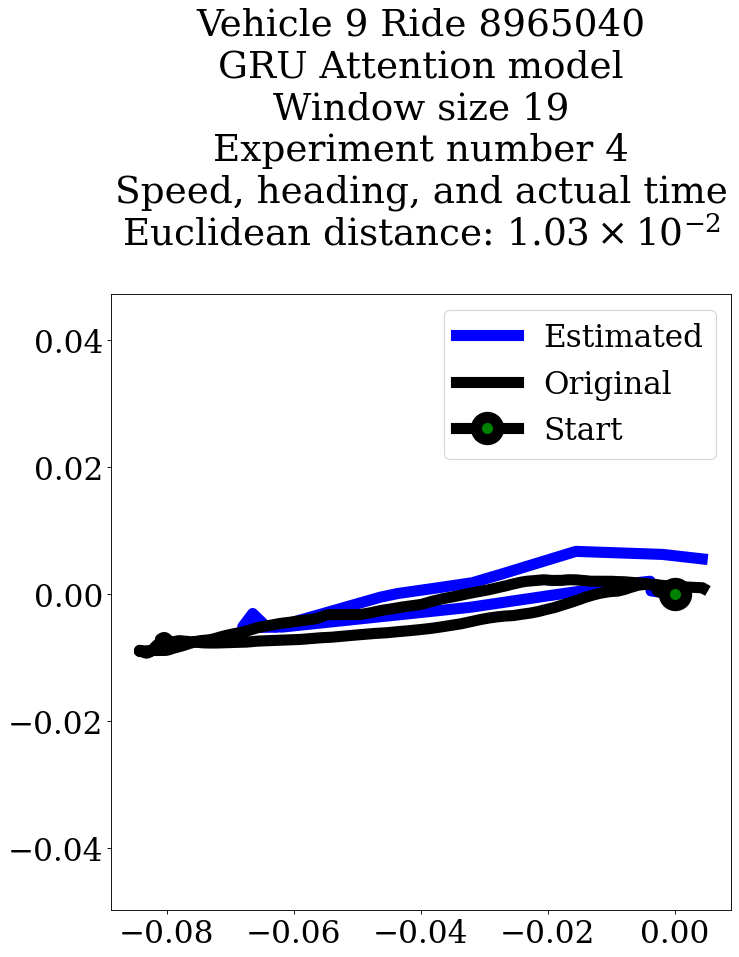 Vehicle 9 Ride 8965040
GRU Attention model
Window size 19
Experiment number 4
Speed, heading, and actual time
Euclidean distance: 1.03 × 10⁻²
Estimated
Original
Start
0.04
0.02
0.00
−0.02
−0.04
−0.08 −0.06 −0.04 −0.02 0.00